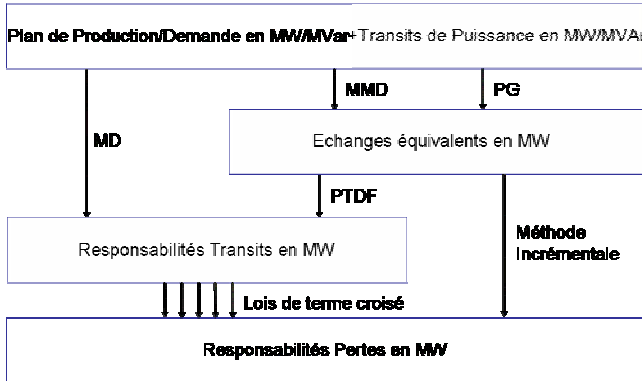 Plan de Production/Demande en MW/MVar+Transits de Puissance en MW/MVAr
MMD
PG
MD
Echanges équivalents en MW
PTDF
Méthode
Incrémentale
Responsabilités Transits en MW
Lois de terme croisé
Responsabilités Pertes en MW